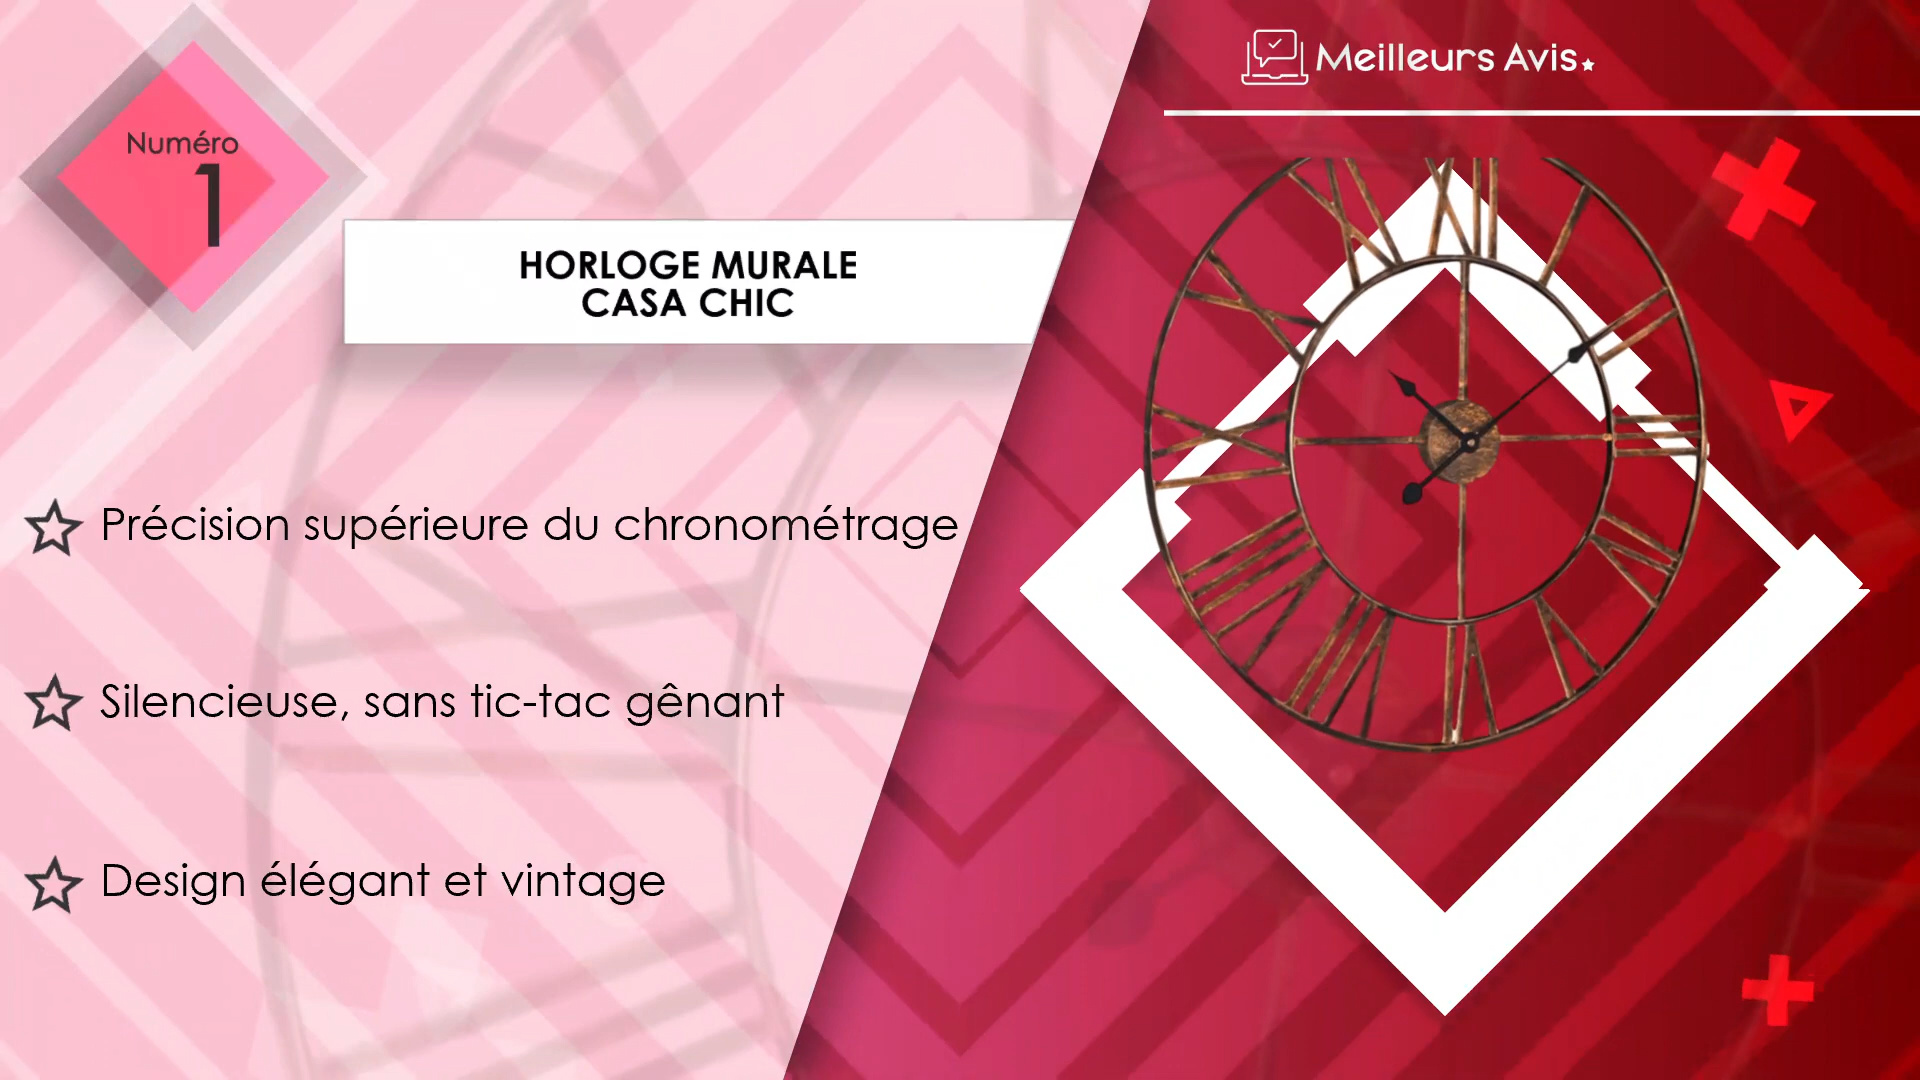 Numéro
1
Meilleurs Avis
HORLOGE MURALE
CASA CHIC
Précision supérieure du chronométrage
Silencieuse, sans tic-tac gênant
Design élégant et vintage